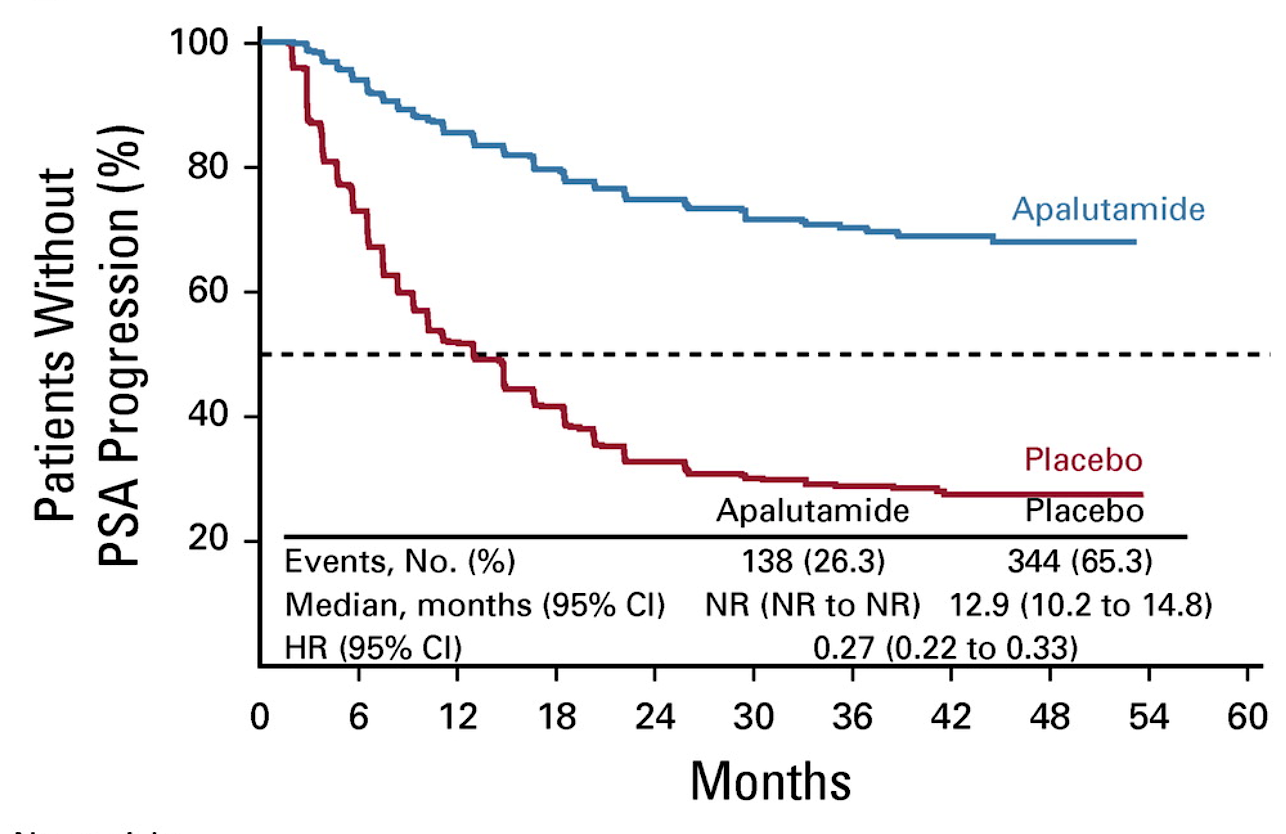 100
80
60
40
20
Patients Without
PSA Progression (%)
Apalutamide
Placebo
Apalutamide Placebo
Events, No. (%) 138 (26.3) 344 (65.3)
Median, months (95% CI) NR (NR to NR) 12.9 (10.2 to 14.8)
HR (95% CI) 0.27 (0.22 to 0.33)
0 6 12 18 24 30 36 42 48 54 60
Months